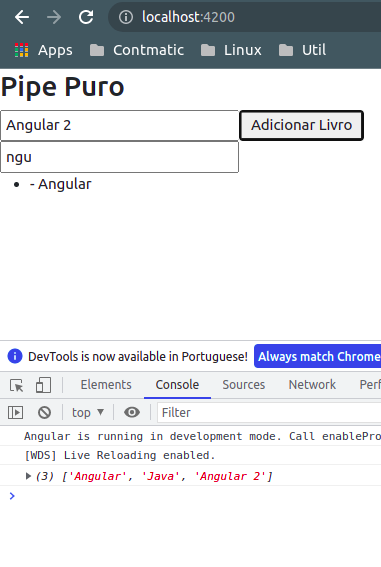 localhost:4200
Apps Contmatic Linux Util
Pipe Puro
Angular 2 Adicionar Livro
ngu
- Angular
DevTools is now available in Portuguese! Always match Chrome
Elements Console Sources Network Perf
top Filter
Angular is running in development mode. Call enablePro
[WDS] Live Reloading enabled.
(3) ['Angular', 'Java', 'Angular 2']